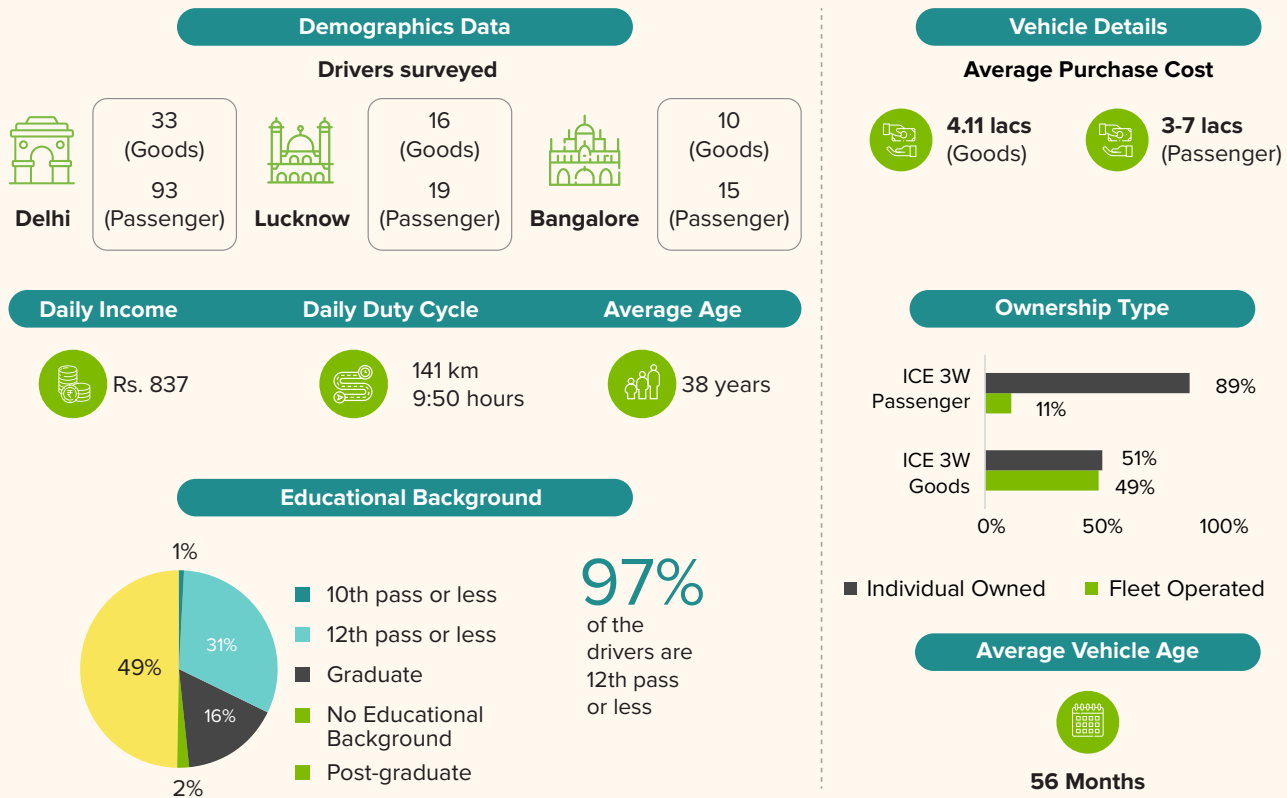 Demographics Data
Drivers surveyed
33
(Goods)
93
(Passenger)
Delhi
16
(Goods)
19
(Passenger)
Lucknow
10
(Goods)
15
(Passenger)
Bangalore
Daily Income
Daily Duty Cycle
Average Age
Rs. 837
141 km
9:50 hours
38 years
Educational Background
1%
31%
16%
2%
49%
10th pass or less
12th pass or less
Graduate
No Educational
Background
Post-graduate
97%
of the
drivers are
12th pass
or less
Vehicle Details
Average Purchase Cost
4.11 lacs
(Goods)
3-7 lacs
(Passenger)
Ownership Type
ICE 3W
Passenger
89%
11%
ICE 3W
Goods
51%
49%
0%
50%
100%
Individual Owned
Fleet Operated
Average Vehicle Age
56 Months